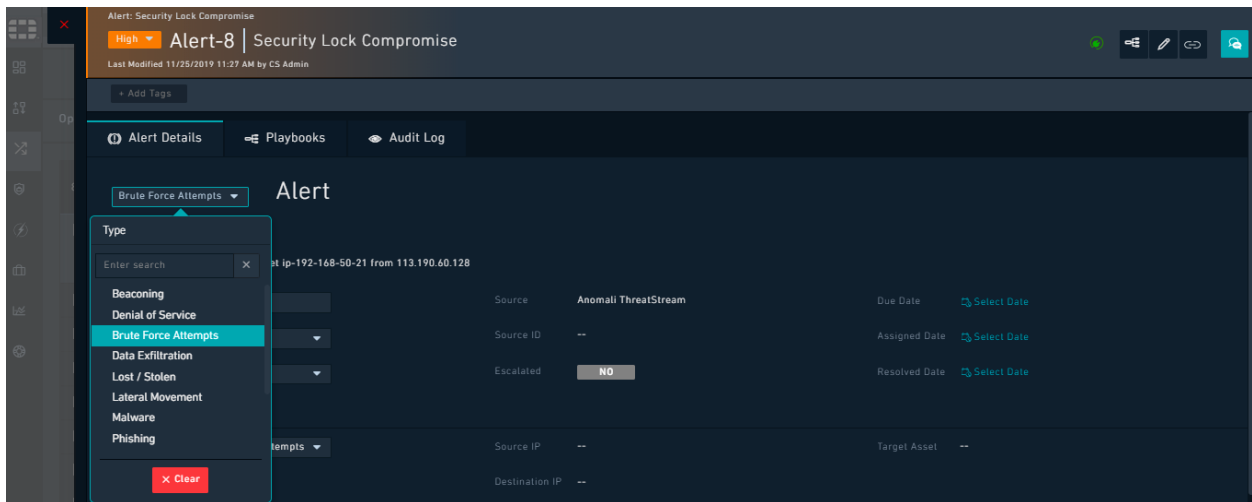 Alert: Security Lock Compromise
High Alert-8 Security Lock Compromise
Last Modified 11/25/2019 11:27 AM by CS Admin
+ Add Tags
Op
Alert Details Playbooks Audit Log
Brute Force Attempts Alert
Type
Enter search
et ip-192-168-50-21 from 113.190.60.128
Beaconing
Source Anomali ThreatStream Due Date Select Date
Denial of Service
Brute Force Attempts
Source ID -- Assigned Date Select Date
Data Exfiltration
Lost / Stolen
Escalated NO Resolved Date Select Date
Lateral Movement
Malware
Phishing
tempts Source IP -- Target Asset --
Clear
Destination IP --